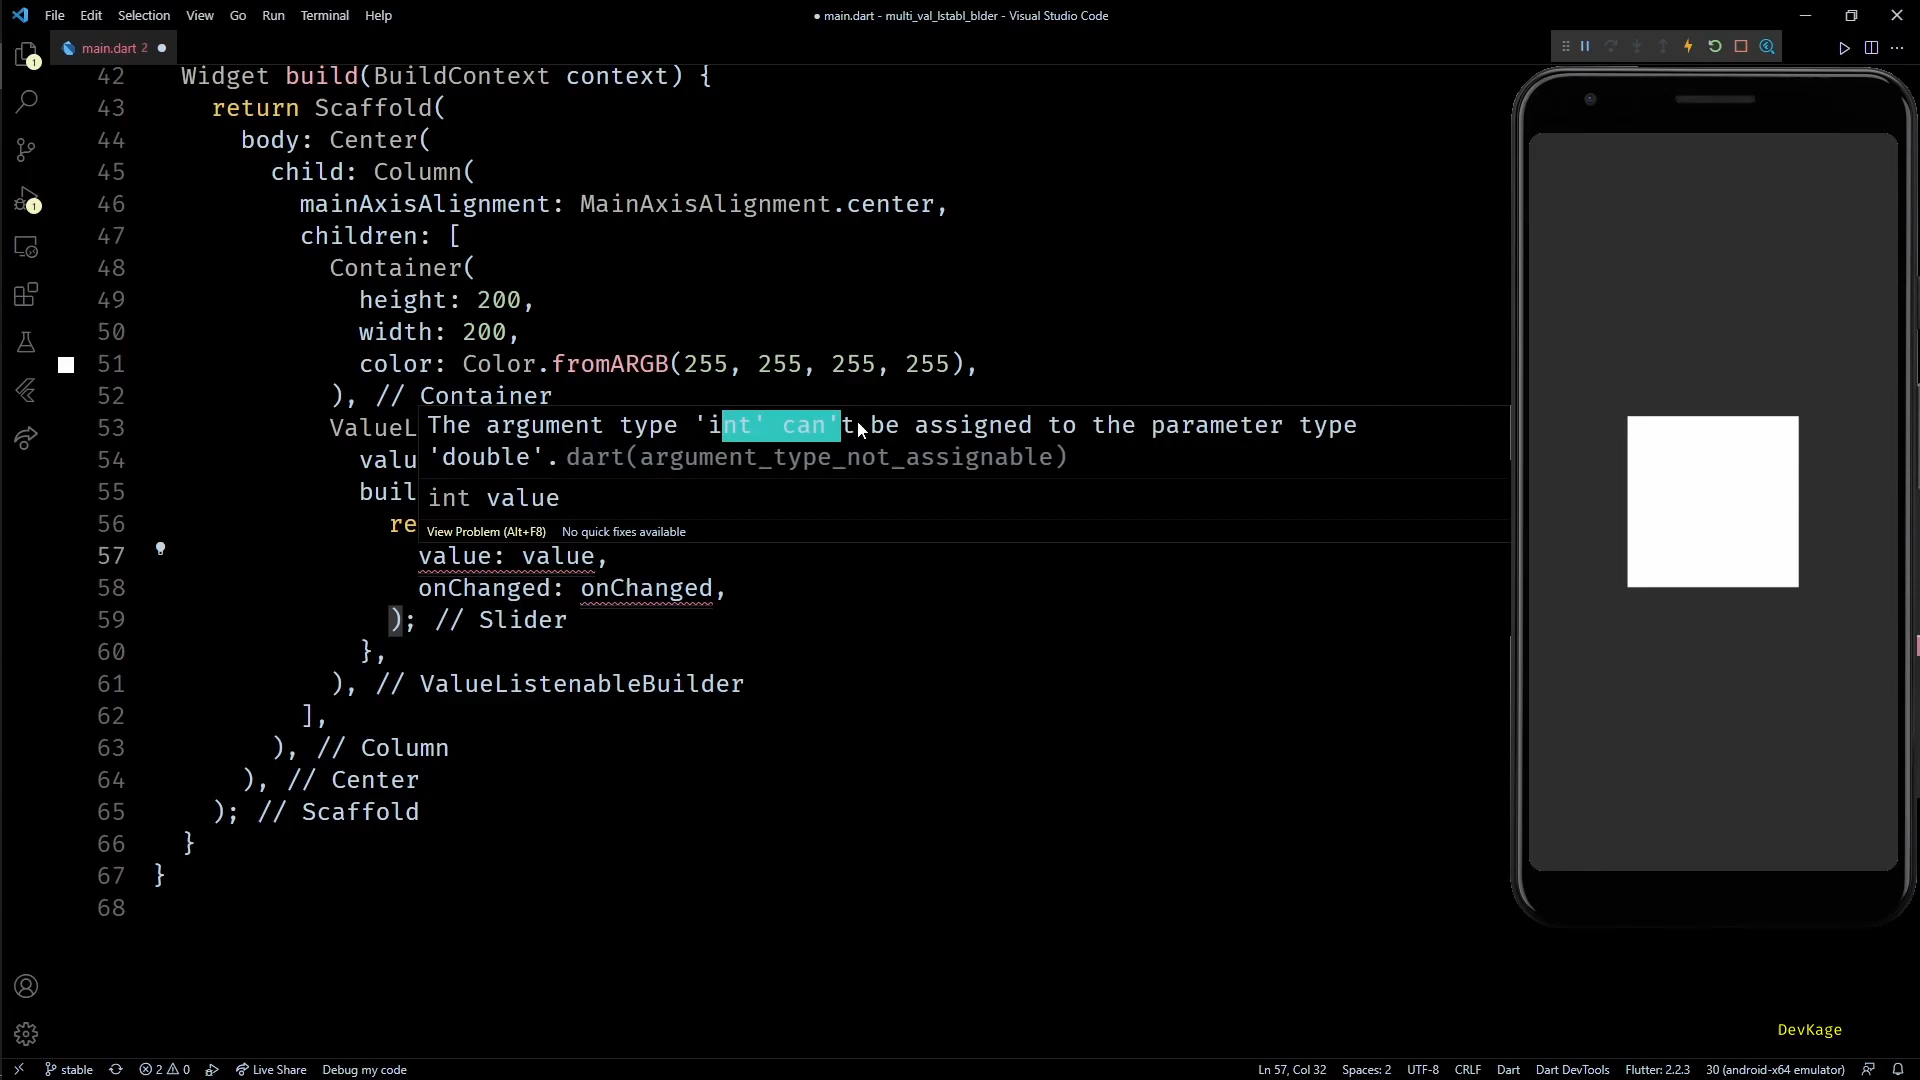 File Edit Selection View Go Run Terminal Help
● main.dart - multi_val_lstabl_blder - Visual Studio Code
main.dart 2
1
1
42 Widget build(BuildContext context) {
43 return Scaffold(
44 body: Center(
45 child: Column(
46 mainAxisAlignment: MainAxisAlignment.center,
47 children: [
48 Container(
49 height: 200,
50 width: 200,
51 color: Color.fromARGB(255, 255, 255, 255),
52 ), // Container
53 ValueL
The argument type 'int' can't be assigned to the parameter type
54 valu
'double'. dart(argument_type_not_assignable)
55 buil
int value
56 re
View Problem (Alt+F8) No quick fixes available
57 value: value,
58 onChanged: onChanged,
59 ); // Slider
60 },
61 ), // ValueListenableBuilder
62 ],
63 ), // Column
64 ), // Center
65 ); // Scaffold
66 }
67 }
68
DevKage
stable 2 0 Live Share Debug my code
Ln 57, Col 32 Spaces: 2 UTF-8 CRLF Dart Dart DevTools Flutter: 2.2.3 30 (android-x64 emulator)